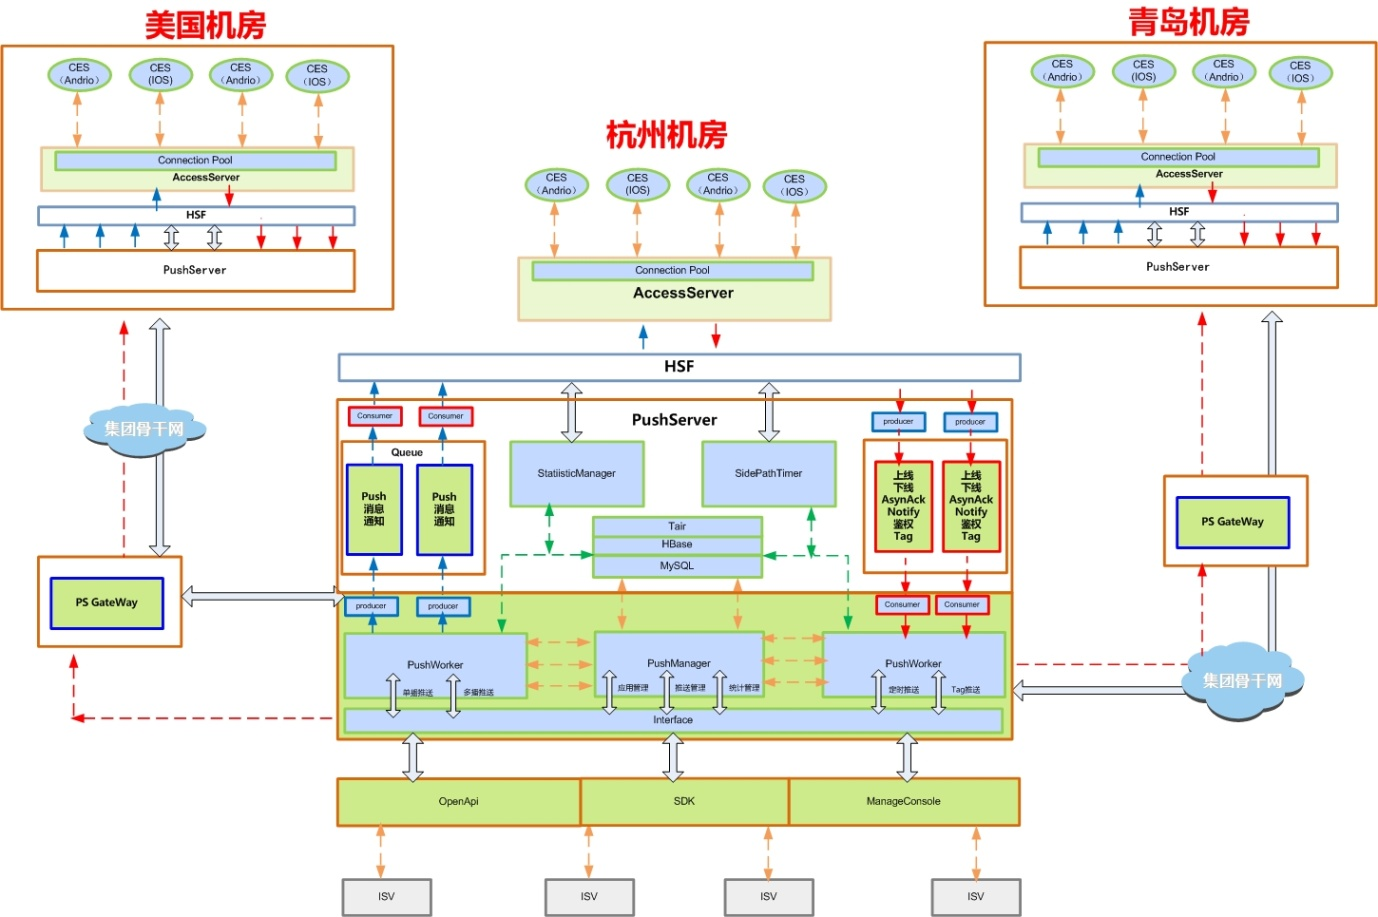 美国机房
CES
（Andrio）
CES
(IOS)
CES
（Andrio）
CES
（IOS）
Connection Pool
AccessServer
HSF
PushServer
集团骨干网
PS GateWay
杭州机房
CES
（Andrio）
CES
(IOS)
CES
（Andrio）
CES
（IOS）
Connection Pool
AccessServer
HSF
PushServer
Consumer
Consumer
Queue
Push
消息
通知
Push
消息
通知
producer
producer
StatiisticManager
SidePathTimer
Tair
HBase
MySQL
producer
producer
上线
下线
AsynAck
Notify
鉴权
Tag
上线
下线
AsynAck
Notify
鉴权
Tag
Consumer
Consumer
PushWorker
单播推送
多播推送
PushManager
应用管理
推送管理
统计管理
PushWorker
定时推送
Tag推送
Interface
OpenApi
SDK
ManageConsole
ISV
ISV
ISV
ISV
青岛机房
CES
（Andrio）
CES
(IOS)
CES
（Andrio）
CES
（IOS）
Connection Pool
AccessServer
HSF
PushServer
PS GateWay
集团骨干网